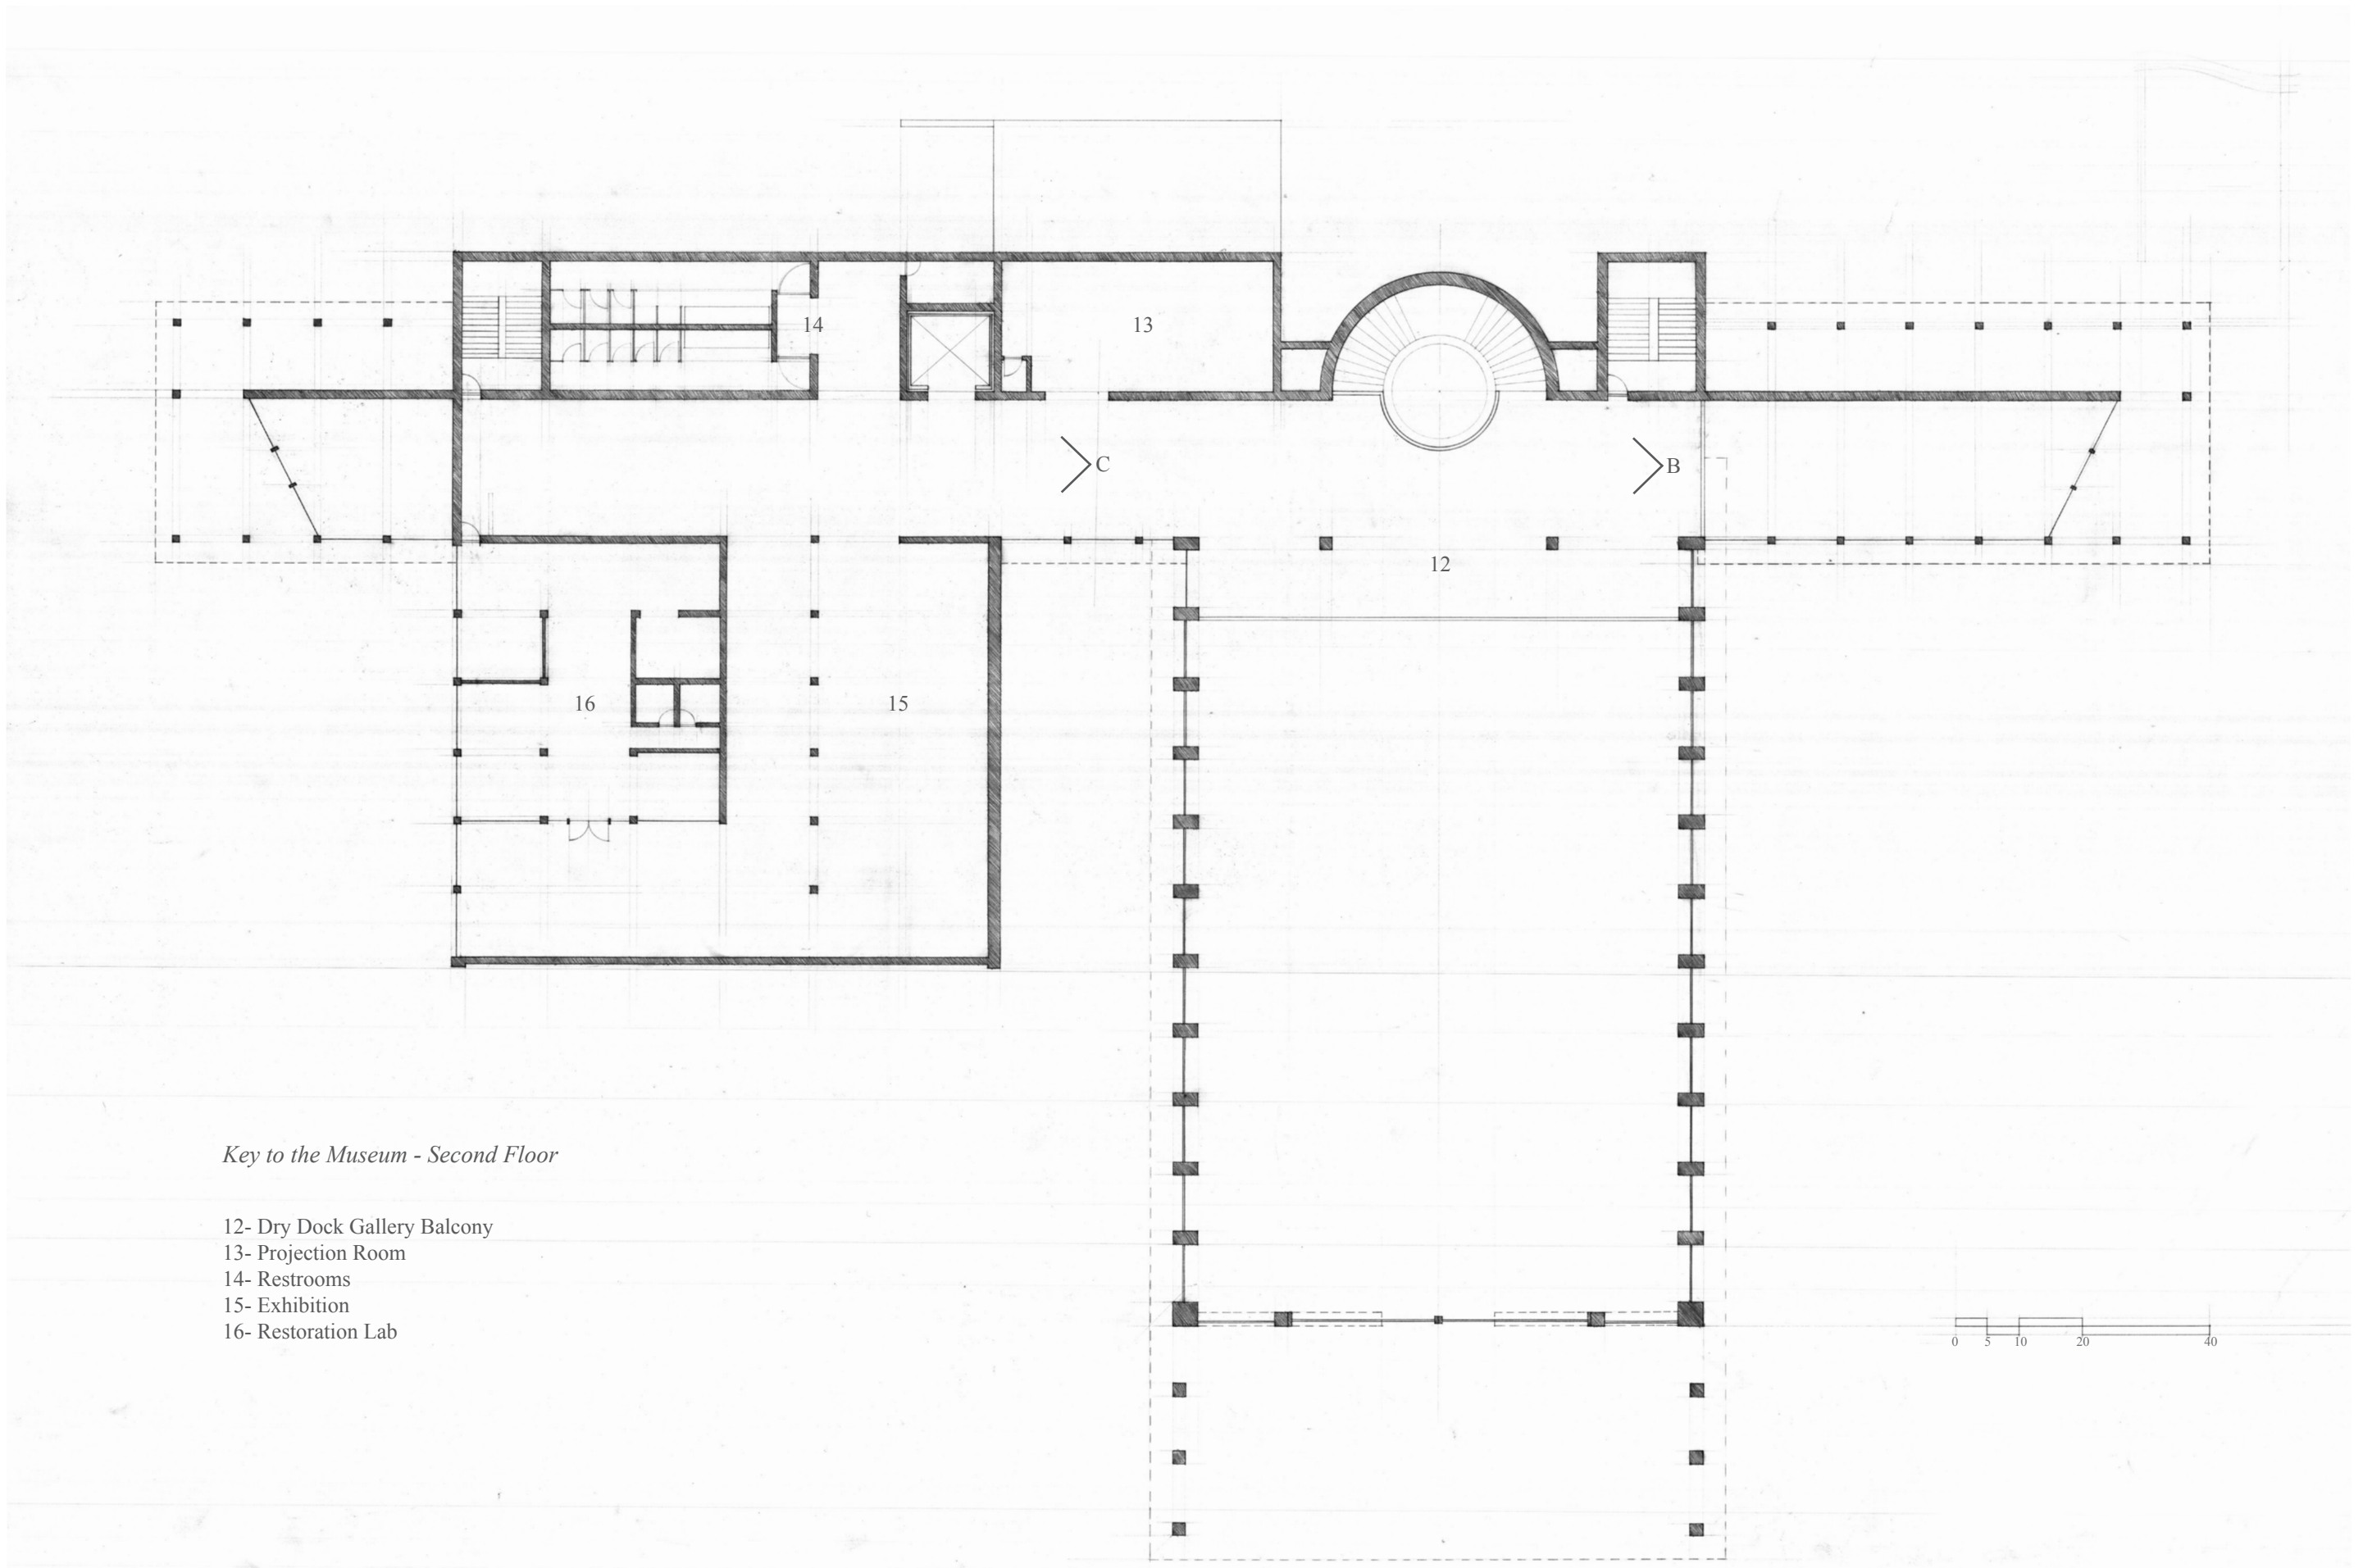 14
13
C
B
12
16
15
Key to the Museum - Second Floor
12- Dry Dock Gallery Balcony
13- Projection Room
14- Restrooms
15- Exhibition
16- Restoration Lab
0 5 10 20 40